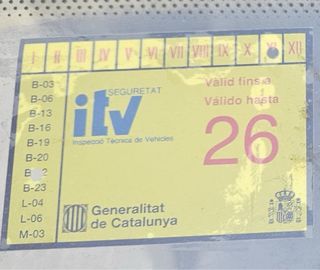 I II III IV V VI VII VIII IX X XI XII
B-03
B-06
B-13
B-16
B-19
B-20
B-23
L-04
L-06
M-03
SEGURETAT
itv
Inspecció Tècnica de Vehicles
Vàlid fins a
Válido hasta
26
Generalitat
de Catalunya